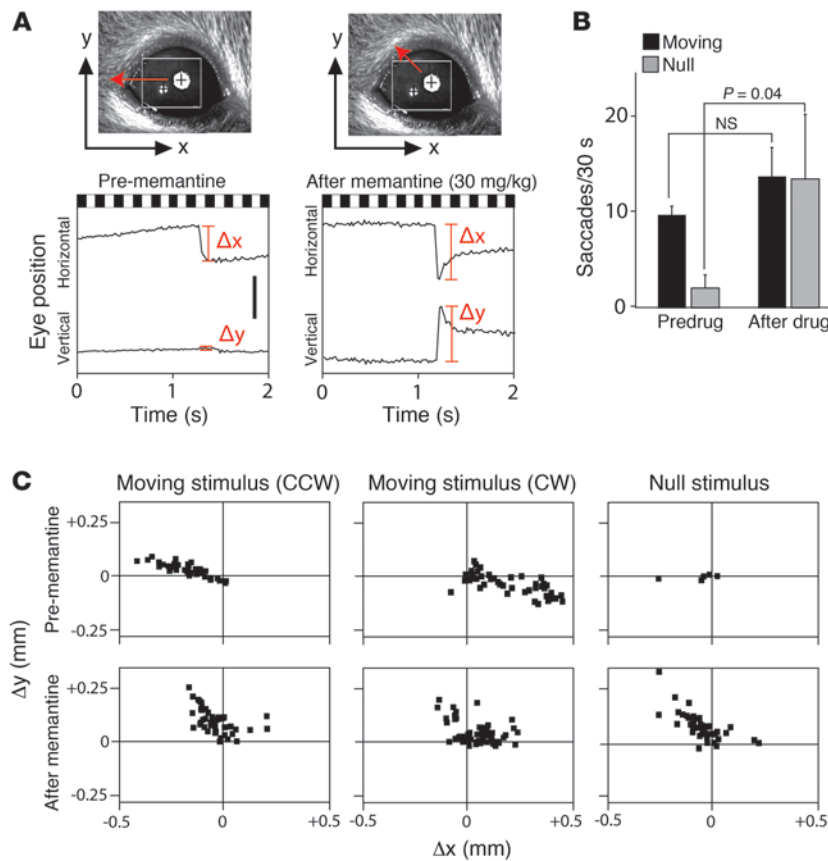 A
y
x
y
x
Pre-memantine
After memantine (30 mg/kg)
Eye position
Horizontal
Vertical
Δx
Δy
0 1 2
Time (s)
Horizontal
Vertical
Δx
Δy
0 1 2
Time (s)
B
Moving
Null
P = 0.04
NS
Saccades/30 s
20
10
0
Predrug
After drug
C
Moving stimulus (CCW)
Moving stimulus (CW)
Null stimulus
Δy (mm)
Pre-memantine
+0.25
0
-0.25
After memantine
+0.25
0
-0.25
-0.5 0 +0.5
-0.5 0 +0.5
-0.5 0 +0.5
Δx (mm)